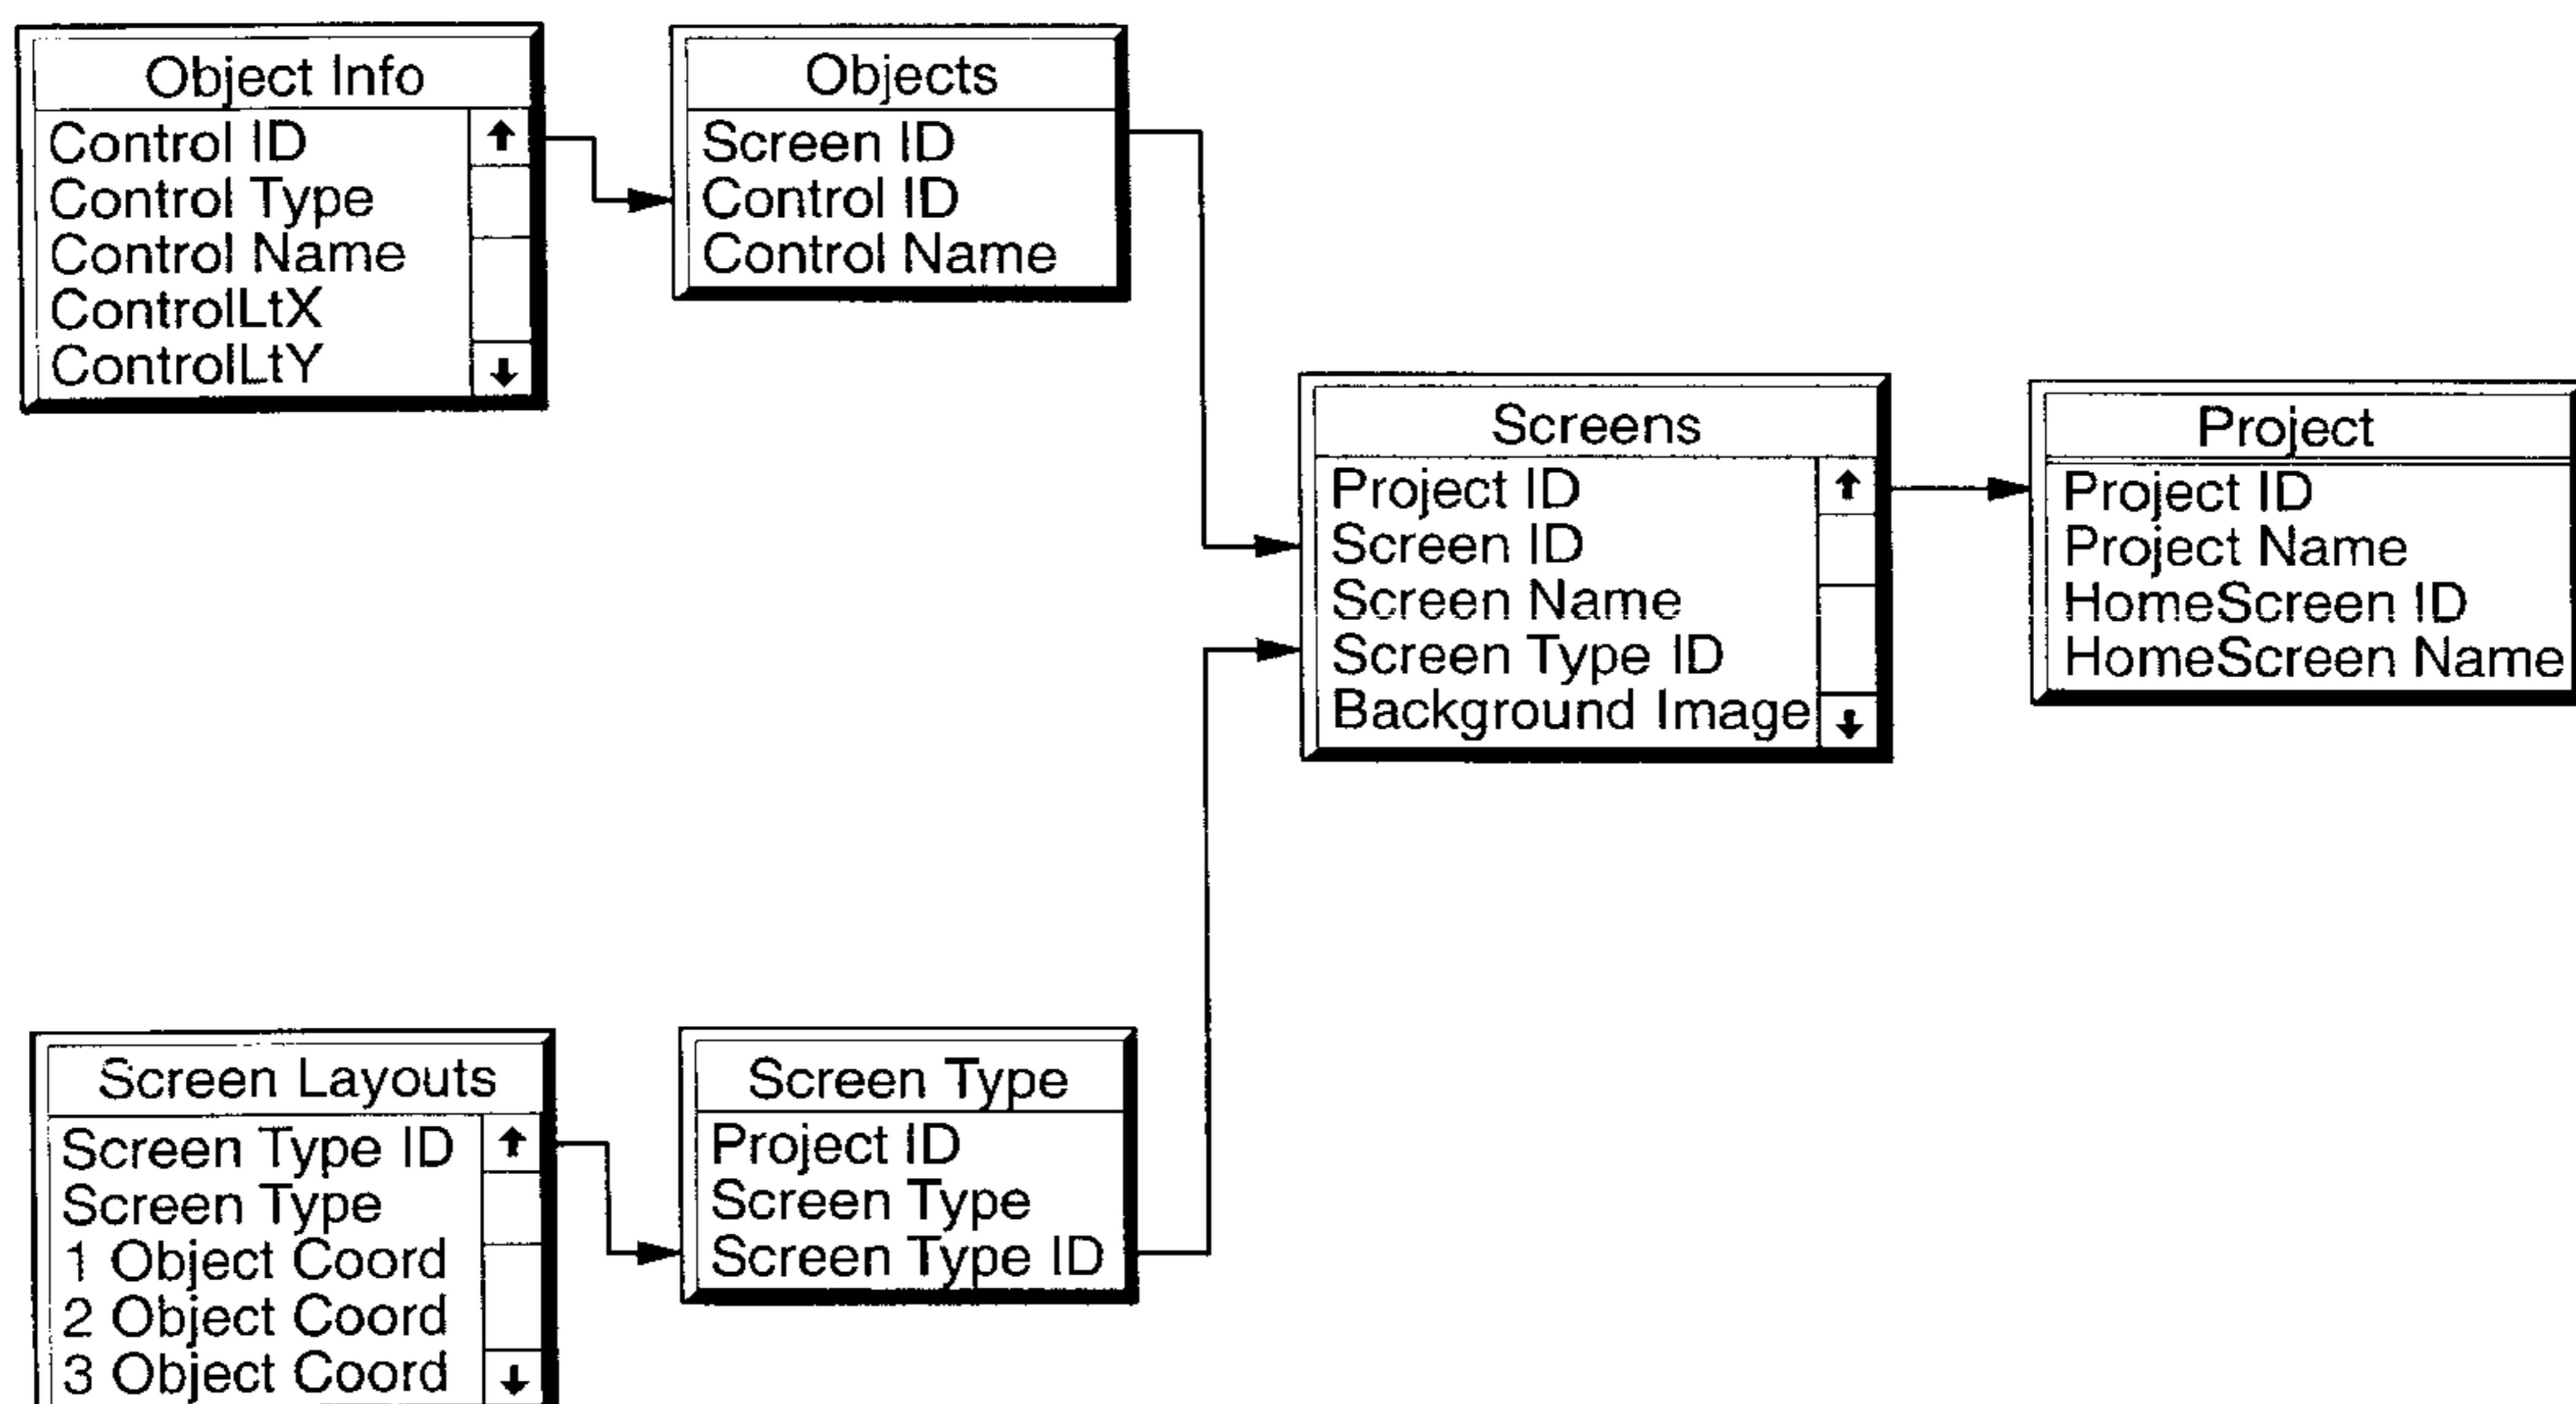 Object Info
Control ID
Control Type
Control Name
ControlLtX
ControlLtY
Objects
Screen ID
Control ID
Control Name
Screens
Project ID
Screen ID
Screen Name
Screen Type ID
Background Image
Project
Project ID
Project Name
HomeScreen ID
HomeScreen Name
Screen Layouts
Screen Type ID
Screen Type
1 Object Coord
2 Object Coord
3 Object Coord
Screen Type
Project ID
Screen Type
Screen Type ID